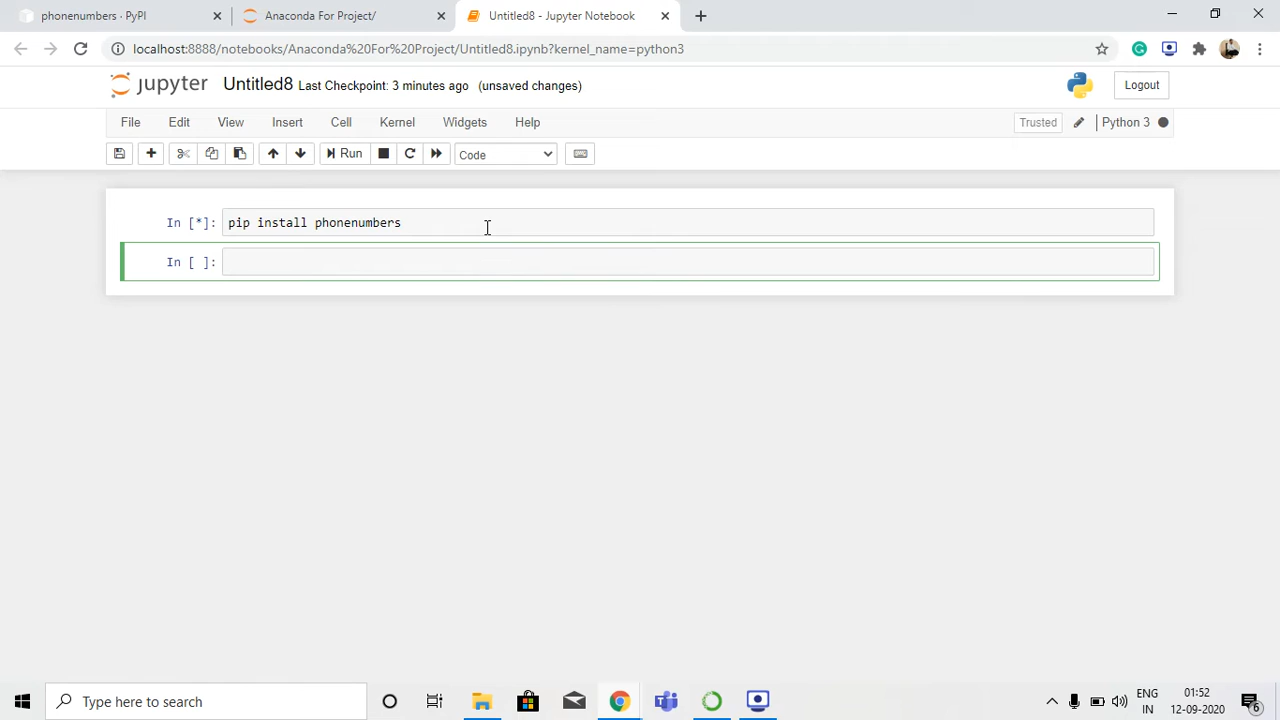 phonenumbers · PyPI
Anaconda For Project/
Untitled8 - Jupyter Notebook
localhost:8888/notebooks/Anaconda%20For%20Project/Untitled8.ipynb?kernel_name=python3
jupyter Untitled8 Last Checkpoint: 3 minutes ago (unsaved changes)
Logout
File Edit View Insert Cell Kernel Widgets Help
Trusted
Python 3
Run
Code
In [*]: pip install phonenumbers
In [ ]:
Type here to search
ENG
IN
01:52
12-09-2020
6